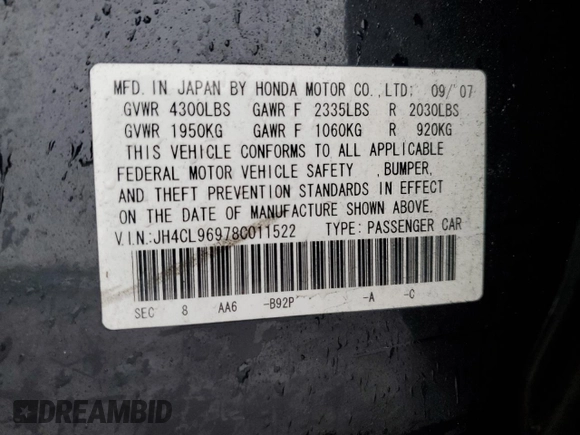 MFD. IN JAPAN BY HONDA MOTOR CO.,LTD: 09/'07
GVWR 4300LBS GAWR F 2335LBS R 2030LBS
GVWR 1950KG GAWR F 1060KG R 920KG
THIS VEHICLE CONFORMS TO ALL APPLICABLE
FEDERAL MOTOR VEHICLE SAFETY ,BUMPER,
AND THEFT PREVENTION STANDARDS IN EFFECT
ON THE DATE OF MANUFACTURE SHOWN ABOVE.
V.I.N.:JH4CL96978C011522 TYPE: PASSENGER CAR
SEC 8 AA6 -B92P -A -C
DREAMBID